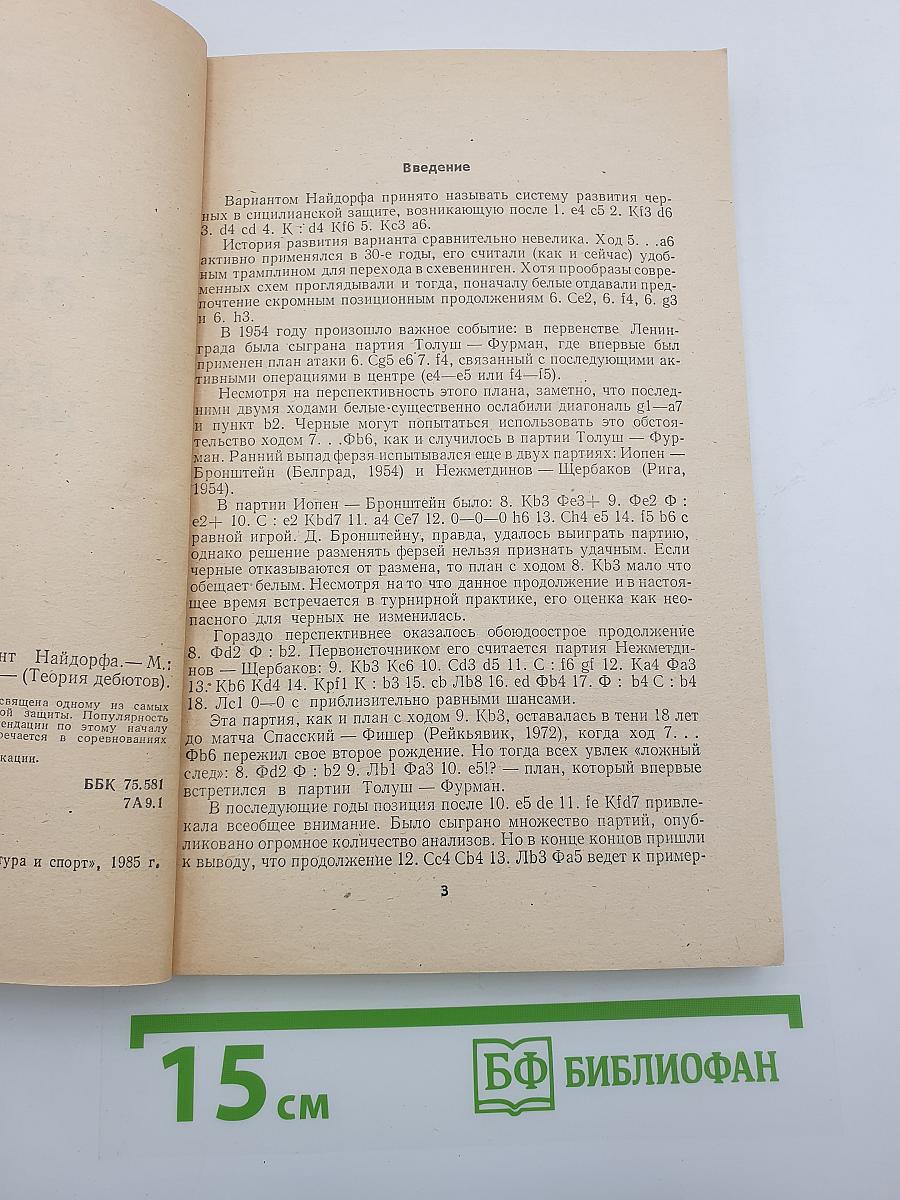 нт Найдорфа.— М.:
— (Теория дебютов).
священа одному из самых
ой защиты. Популярность
ендации по этому началу
речается в соревнованиях
кации.
ББК 75.581
7А9.1
тура и спорт», 1985 г.
Введение
Вариантом Найдорфа принято называть систему развития чер-
ных в сицилианской защите, возникающую после 1. e4 c5 2. Kf3 d6
3. d4 cd 4. K : d4 Kf6 5. Kc3 a6.
История развития варианта сравнительно невелика. Ход 5. . .a6
активно применялся в 30-е годы, его считали (как и сейчас) удоб-
ным трамплином для перехода в схевенинген. Хотя прообразы совре-
менных схем проглядывали и тогда, поначалу белые отдавали пред-
почтение скромным позиционным продолжениям 6. Ce2, 6. f4, 6. g3
и 6. h3.
В 1954 году произошло важное событие: в первенстве Ленин-
града была сыграна партия Толуш — Фурман, где впервые был
применен план атаки 6. Cg5 e6 7. f4, связанный с последующими ак-
тивными операциями в центре (e4—e5 или f4—f5).
Несмотря на перспективность этого плана, заметно, что послед-
ними двумя ходами белые существенно ослабили диагональ g1—a7
и пункт b2. Черные могут попытаться использовать это обстоя-
тельство ходом 7. . .Фb6, как и случилось в партии Толуш — Фур-
ман. Ранний выпад ферзя испытывался еще в двух партиях: Иопен —
Бронштейн (Белград, 1954) и Нежметдинов — Щербаков (Рига,
1954).
В партии Иопен — Бронштейн было: 8. Kb3 Фe3+ 9. Фe2 Ф :
e2+ 10. C : e2 Kbd7 11. a4 Ce7 12. 0—0—0 h6 13. Ch4 e5 14. f5 b6 с
равной игрой. Д. Бронштейну, правда, удалось выиграть партию,
однако решение разменять ферзей нельзя признать удачным. Если
черные отказываются от размена, то план с ходом 8. Kb3 мало что
обещает белым. Несмотря на то что данное продолжение и в настоя-
щее время встречается в турнирной практике, его оценка как нео-
пасного для черных не изменилась.
Гораздо перспективнее оказалось обоюдоострое продолжение
8. Фd2 Ф : b2. Первоисточником его считается партия Нежметди-
нов — Щербаков: 9. Kb3 Kc6 10. Cd3 d5 11. C : f6 gf 12. Ka4 Фa3
13. Kb6 Kd4 14. Kpf1 K : b3 15. cb Лb8 16. ed Фb4 17. Ф : b4 C : b4
18. Лc1 0—0 с приблизительно равными шансами.
Эта партия, как и план с ходом 9. Kb3, оставалась в тени 18 лет
до матча Спасский — Фишер (Рейкьявик, 1972), когда ход 7. . .
Фb6 пережил свое второе рождение. Но тогда всех увлек «ложный
след»: 8. Фd2 Ф : b2 9. Лb1 Фa3 10. e5!? — план, который впервые
встретился в партии Толуш — Фурман.
В последующие годы позиция после 10. e5 de 11. fe Kfd7 привле-
кала всеобщее внимание. Было сыграно множество партий, опуб-
ликовано огромное количество анализов. Но в конце концов пришли
к выводу, что продолжение 12. Cc4 Cb4 13. Лb3 Фa5 ведет к пример-
3
15 см
БФ БИБЛИОФАН